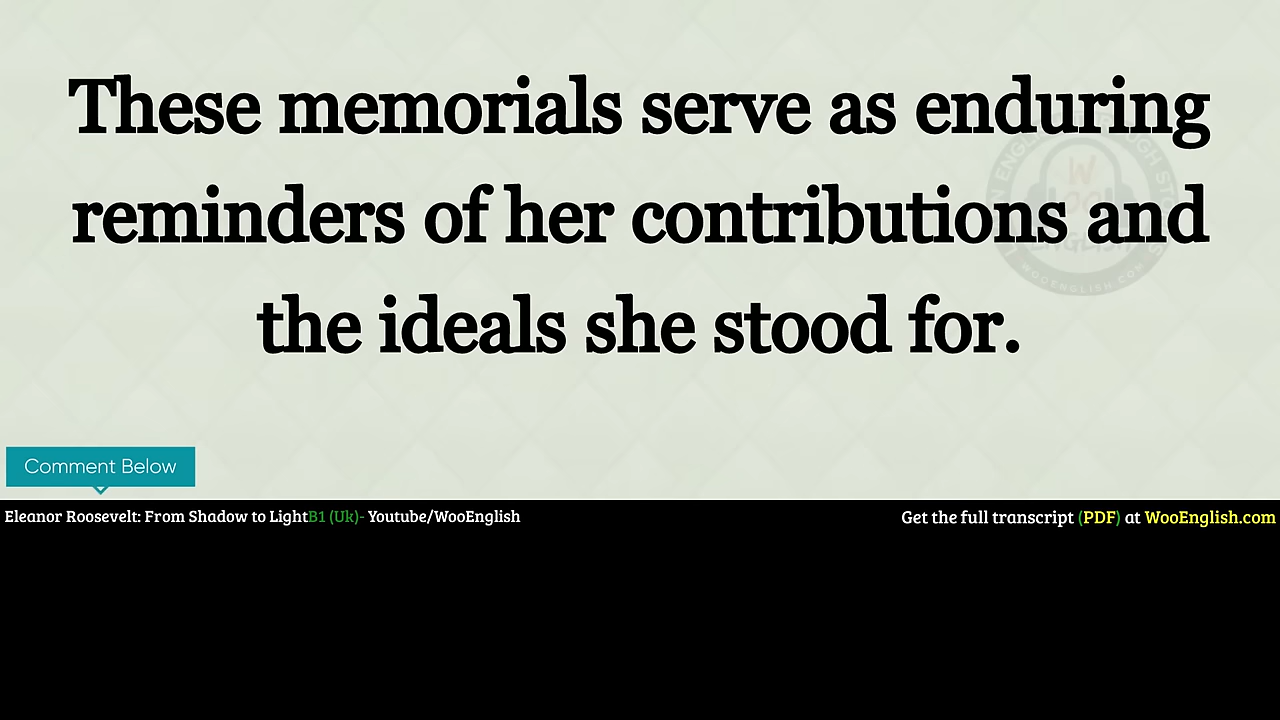 These memorials serve as enduring
reminders of her contributions and
the ideals she stood for.
Comment Below
Eleanor Roosevelt: From Shadow to LightB1 (Uk)- Youtube/WooEnglish
Get the full transcript (PDF) at WooEnglish.com